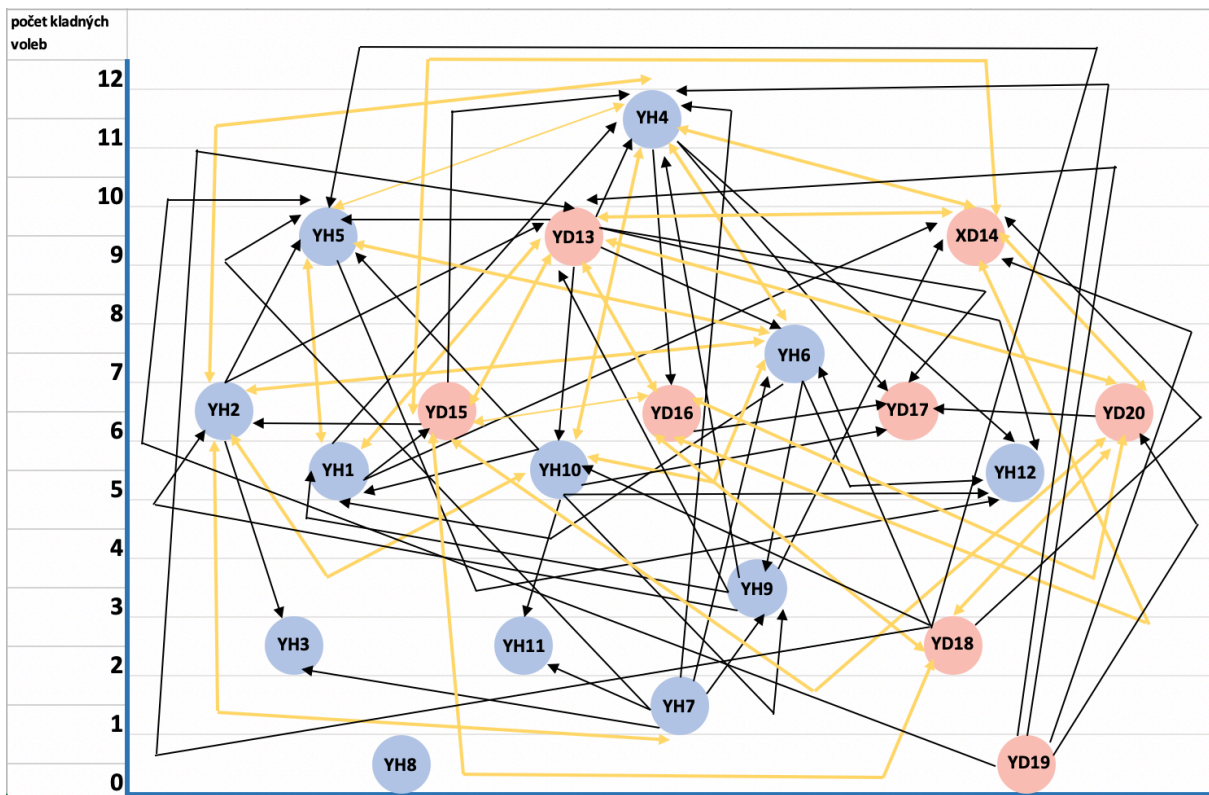 počet kladných
voleb
12
YH4
11
10
YH5
YD13
XD14
9
8
YH6
7
YH2
YD15
YD16
YD17
YD20
6
YH1
YH10
YH12
5
4
YH9
3
YH3
YH11
YD18
2
YH7
1
YH8
YD19
0